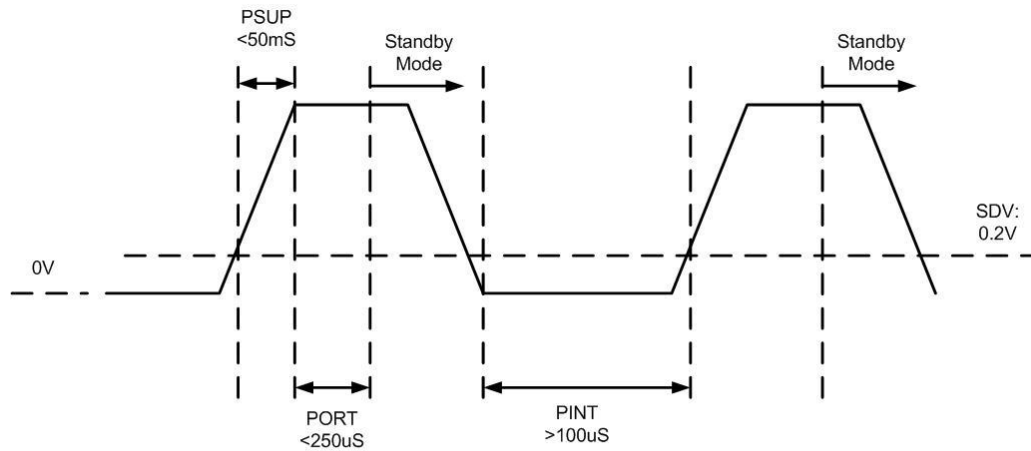 PSUP
<50mS
Standby
Mode
Standby
Mode
SDV:
0.2V
0V
PORT
<250uS
PINT
>100uS